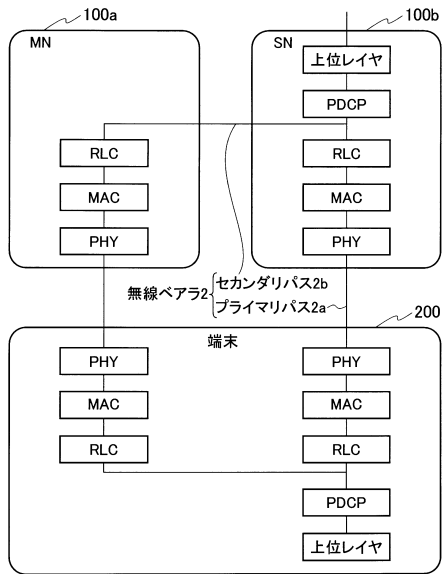 100a
100b
MN
SN
上位レイヤ
PDCP
RLC
RLC
MAC
MAC
PHY
PHY
無線ベアラ2
セカンダリパス2b
プライマリパス2a
200
端末
PHY
PHY
MAC
MAC
RLC
RLC
PDCP
上位レイヤ